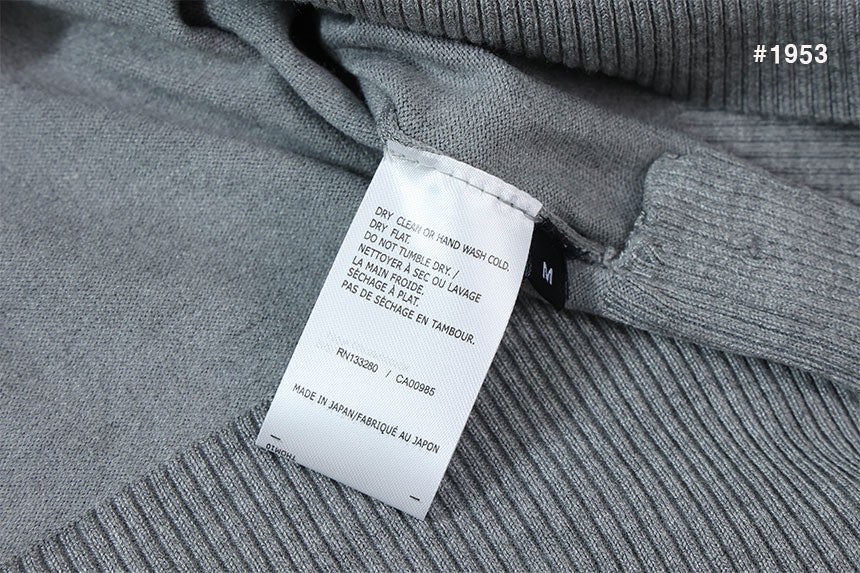 #1953
DRY CLEAN OR HAND WASH COLD.
DRY FLAT.
DO NOT TUMBLE DRY. /
NETTOYER À SEC OU LAVAGE
LA MAIN FROIDE.
SÉCHAGE À PLAT.
PAS DE SÉCHAGE EN TAMBOUR.
M
RN133280 / CA00985
MADE IN JAPAN/FABRIQUÉ AU JAPON